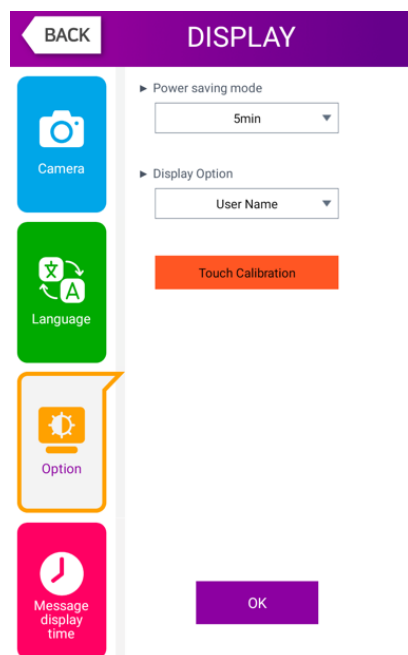 BACK
DISPLAY
Camera
文
A
Language
Option
Message
display
time
► Power saving mode
5min
► Display Option
User Name
Touch Calibration
OK